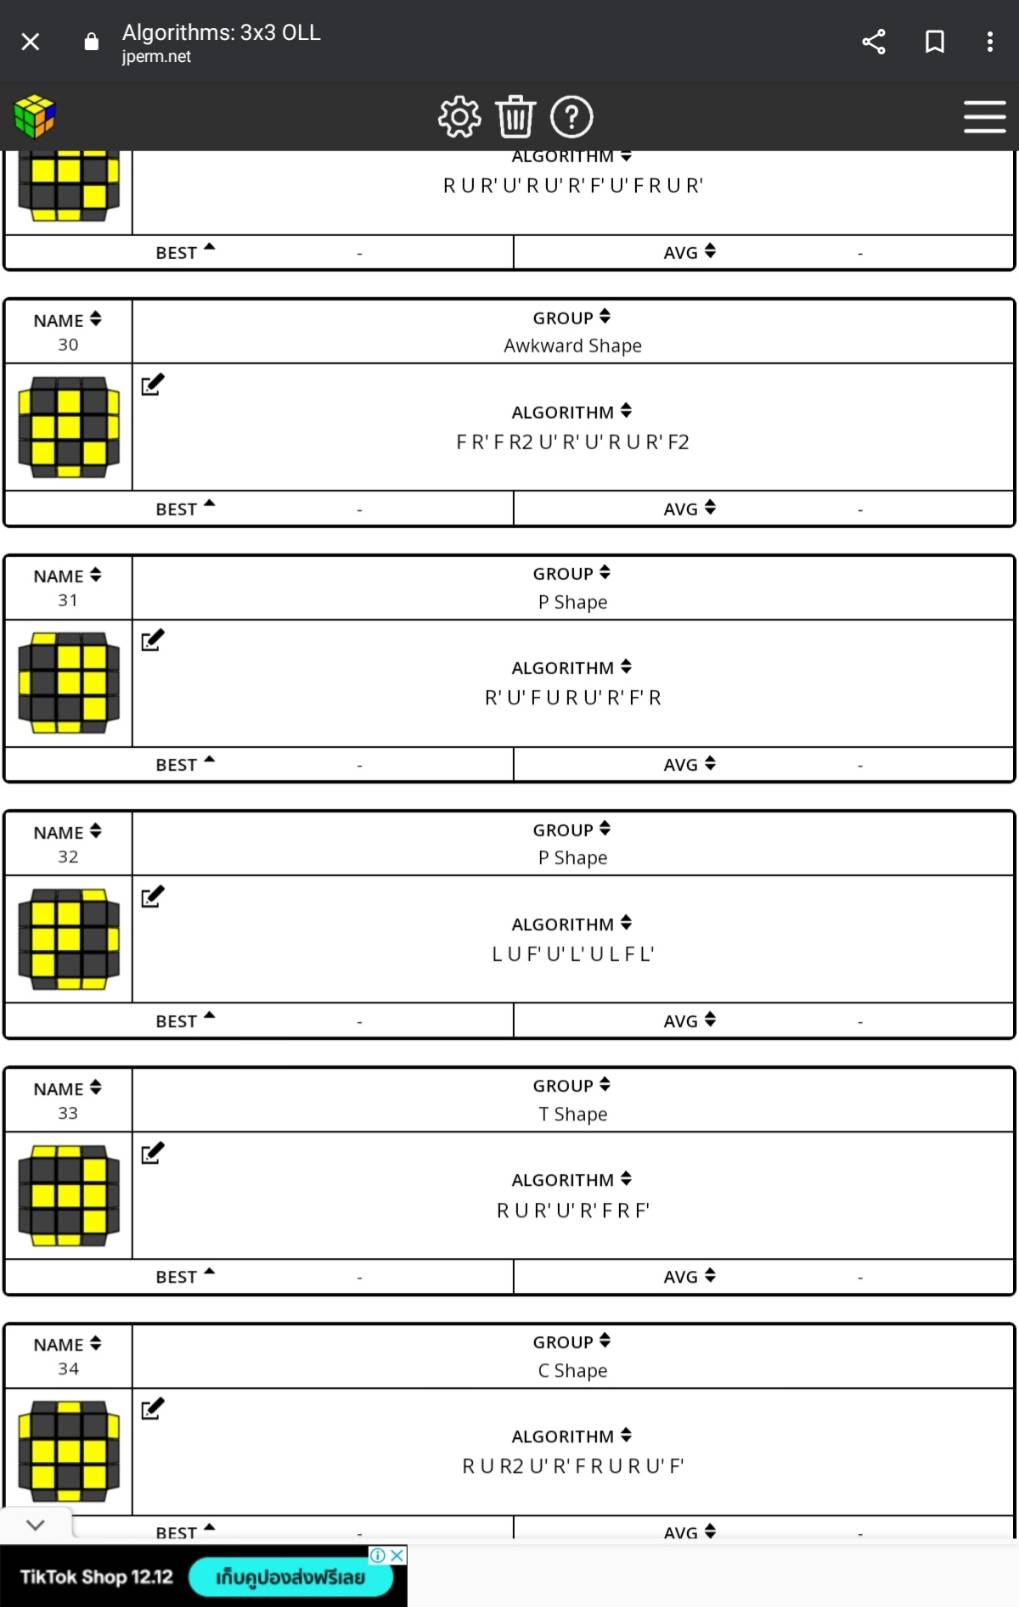 Algorithms: 3x3 OLL
jperm.net
ALGORITHM
R U R' U' R U' R' F' U' F R U R'
BEST - AVG -
NAME GROUP
30 Awkward Shape
ALGORITHM
F R' F R2 U' R' U' R U R' F2
BEST - AVG -
NAME GROUP
31 P Shape
ALGORITHM
R' U' F U R U' R' F' R
BEST - AVG -
NAME GROUP
32 P Shape
ALGORITHM
L U F' U' L' U L F L'
BEST - AVG -
NAME GROUP
33 T Shape
ALGORITHM
R U R' U' R' F R F'
BEST - AVG -
NAME GROUP
34 C Shape
ALGORITHM
R U R2 U' R' F R U R U' F'
BEST - AVG -
TikTok Shop 12.12 เก็บคูปองส่งฟรีเลย